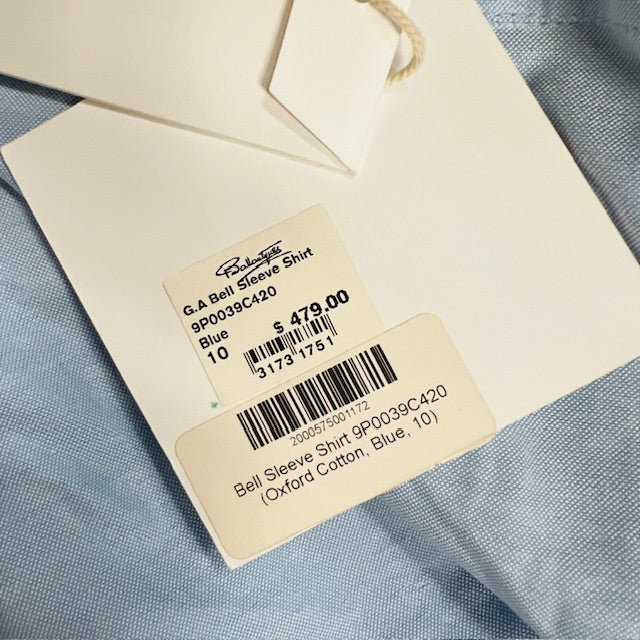 Ballantynes
G.A Bell Sleeve Shirt
9P0039C420
Blue
$ 479.00
10
3173 1751
2000575001172
Bell Sleeve Shirt 9P0039C420
(Oxford Cotton, Blue, 10)